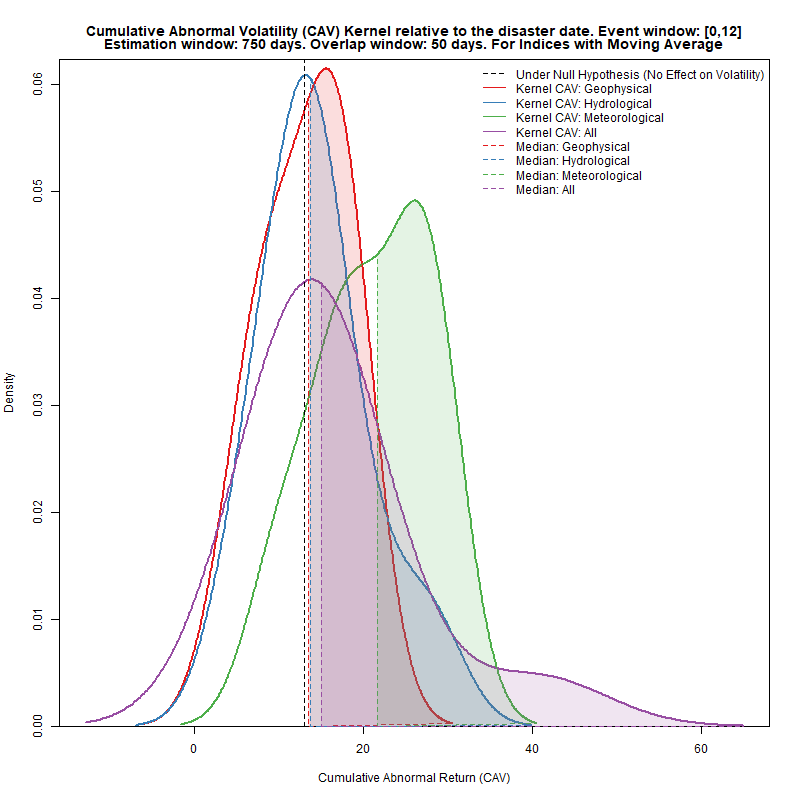 Cumulative Abnormal Volatility (CAV) Kernel relative to the disaster date. Event window: [0,12]
Estimation window: 750 days. Overlap window: 50 days. For Indices with Moving Average
Under Null Hypothesis (No Effect on Volatility)
Kernel CAV: Geophysical
Kernel CAV: Hydrological
Kernel CAV: Meteorological
Kernel CAV: All
Median: Geophysical
Median: Hydrological
Median: Meteorological
Median: All
0.06
0.05
0.04
0.03
0.02
0.01
0.00
Density
0 20 40 60
Cumulative Abnormal Return (CAV)